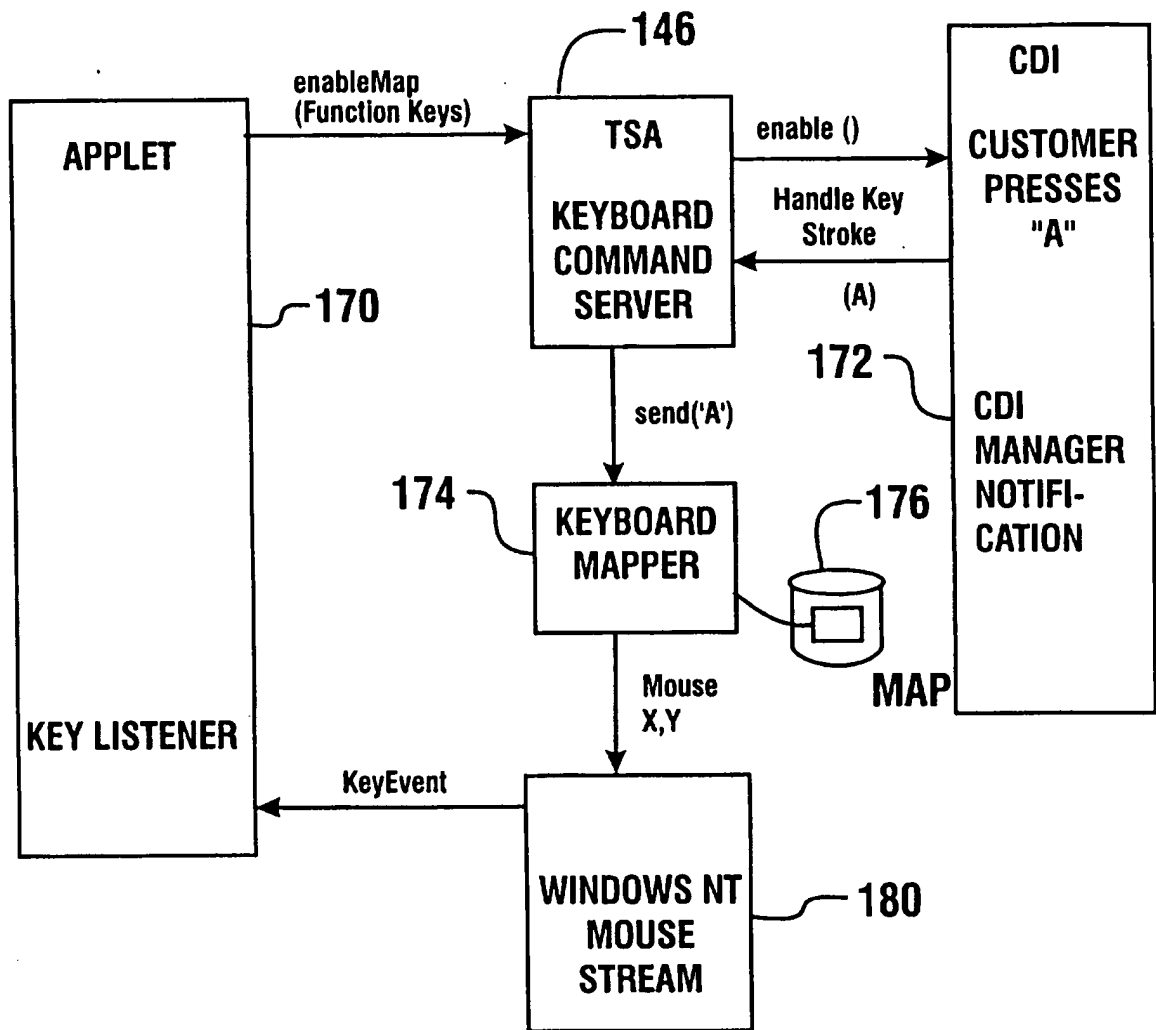 146
enableMap
(Function Keys)
APPLET
TSA
KEYBOARD
COMMAND
SERVER
enable ()
Handle Key
Stroke
(A)
CDI
CUSTOMER
PRESSES
"A"
170
172
CDI
MANAGER
NOTIFI-
CATION
send('A')
174
KEYBOARD
MAPPER
176
MAP
Mouse
X,Y
KEY LISTENER
KeyEvent
WINDOWS NT
MOUSE
STREAM
180